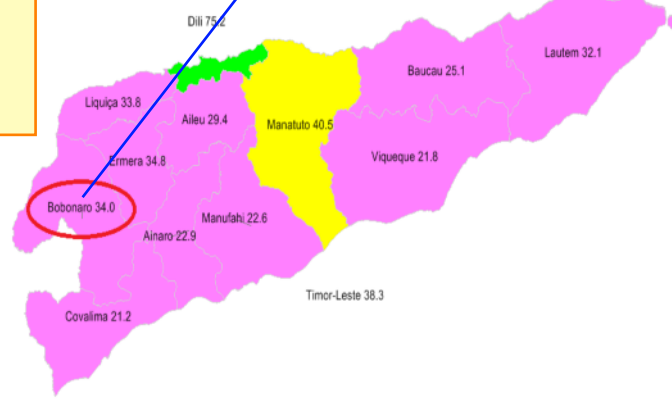 Dili 75.2
Lautem 32.1
Baucau 25.1
Liquiça 33.8
Aileu 29.4
Manatuto 40.5
Ermera 34.8
Viqueque 21.8
Bobonaro 34.0
Manufahi 22.6
Ainaro 22.9
Timor-Leste 38.3
Covalima 21.2